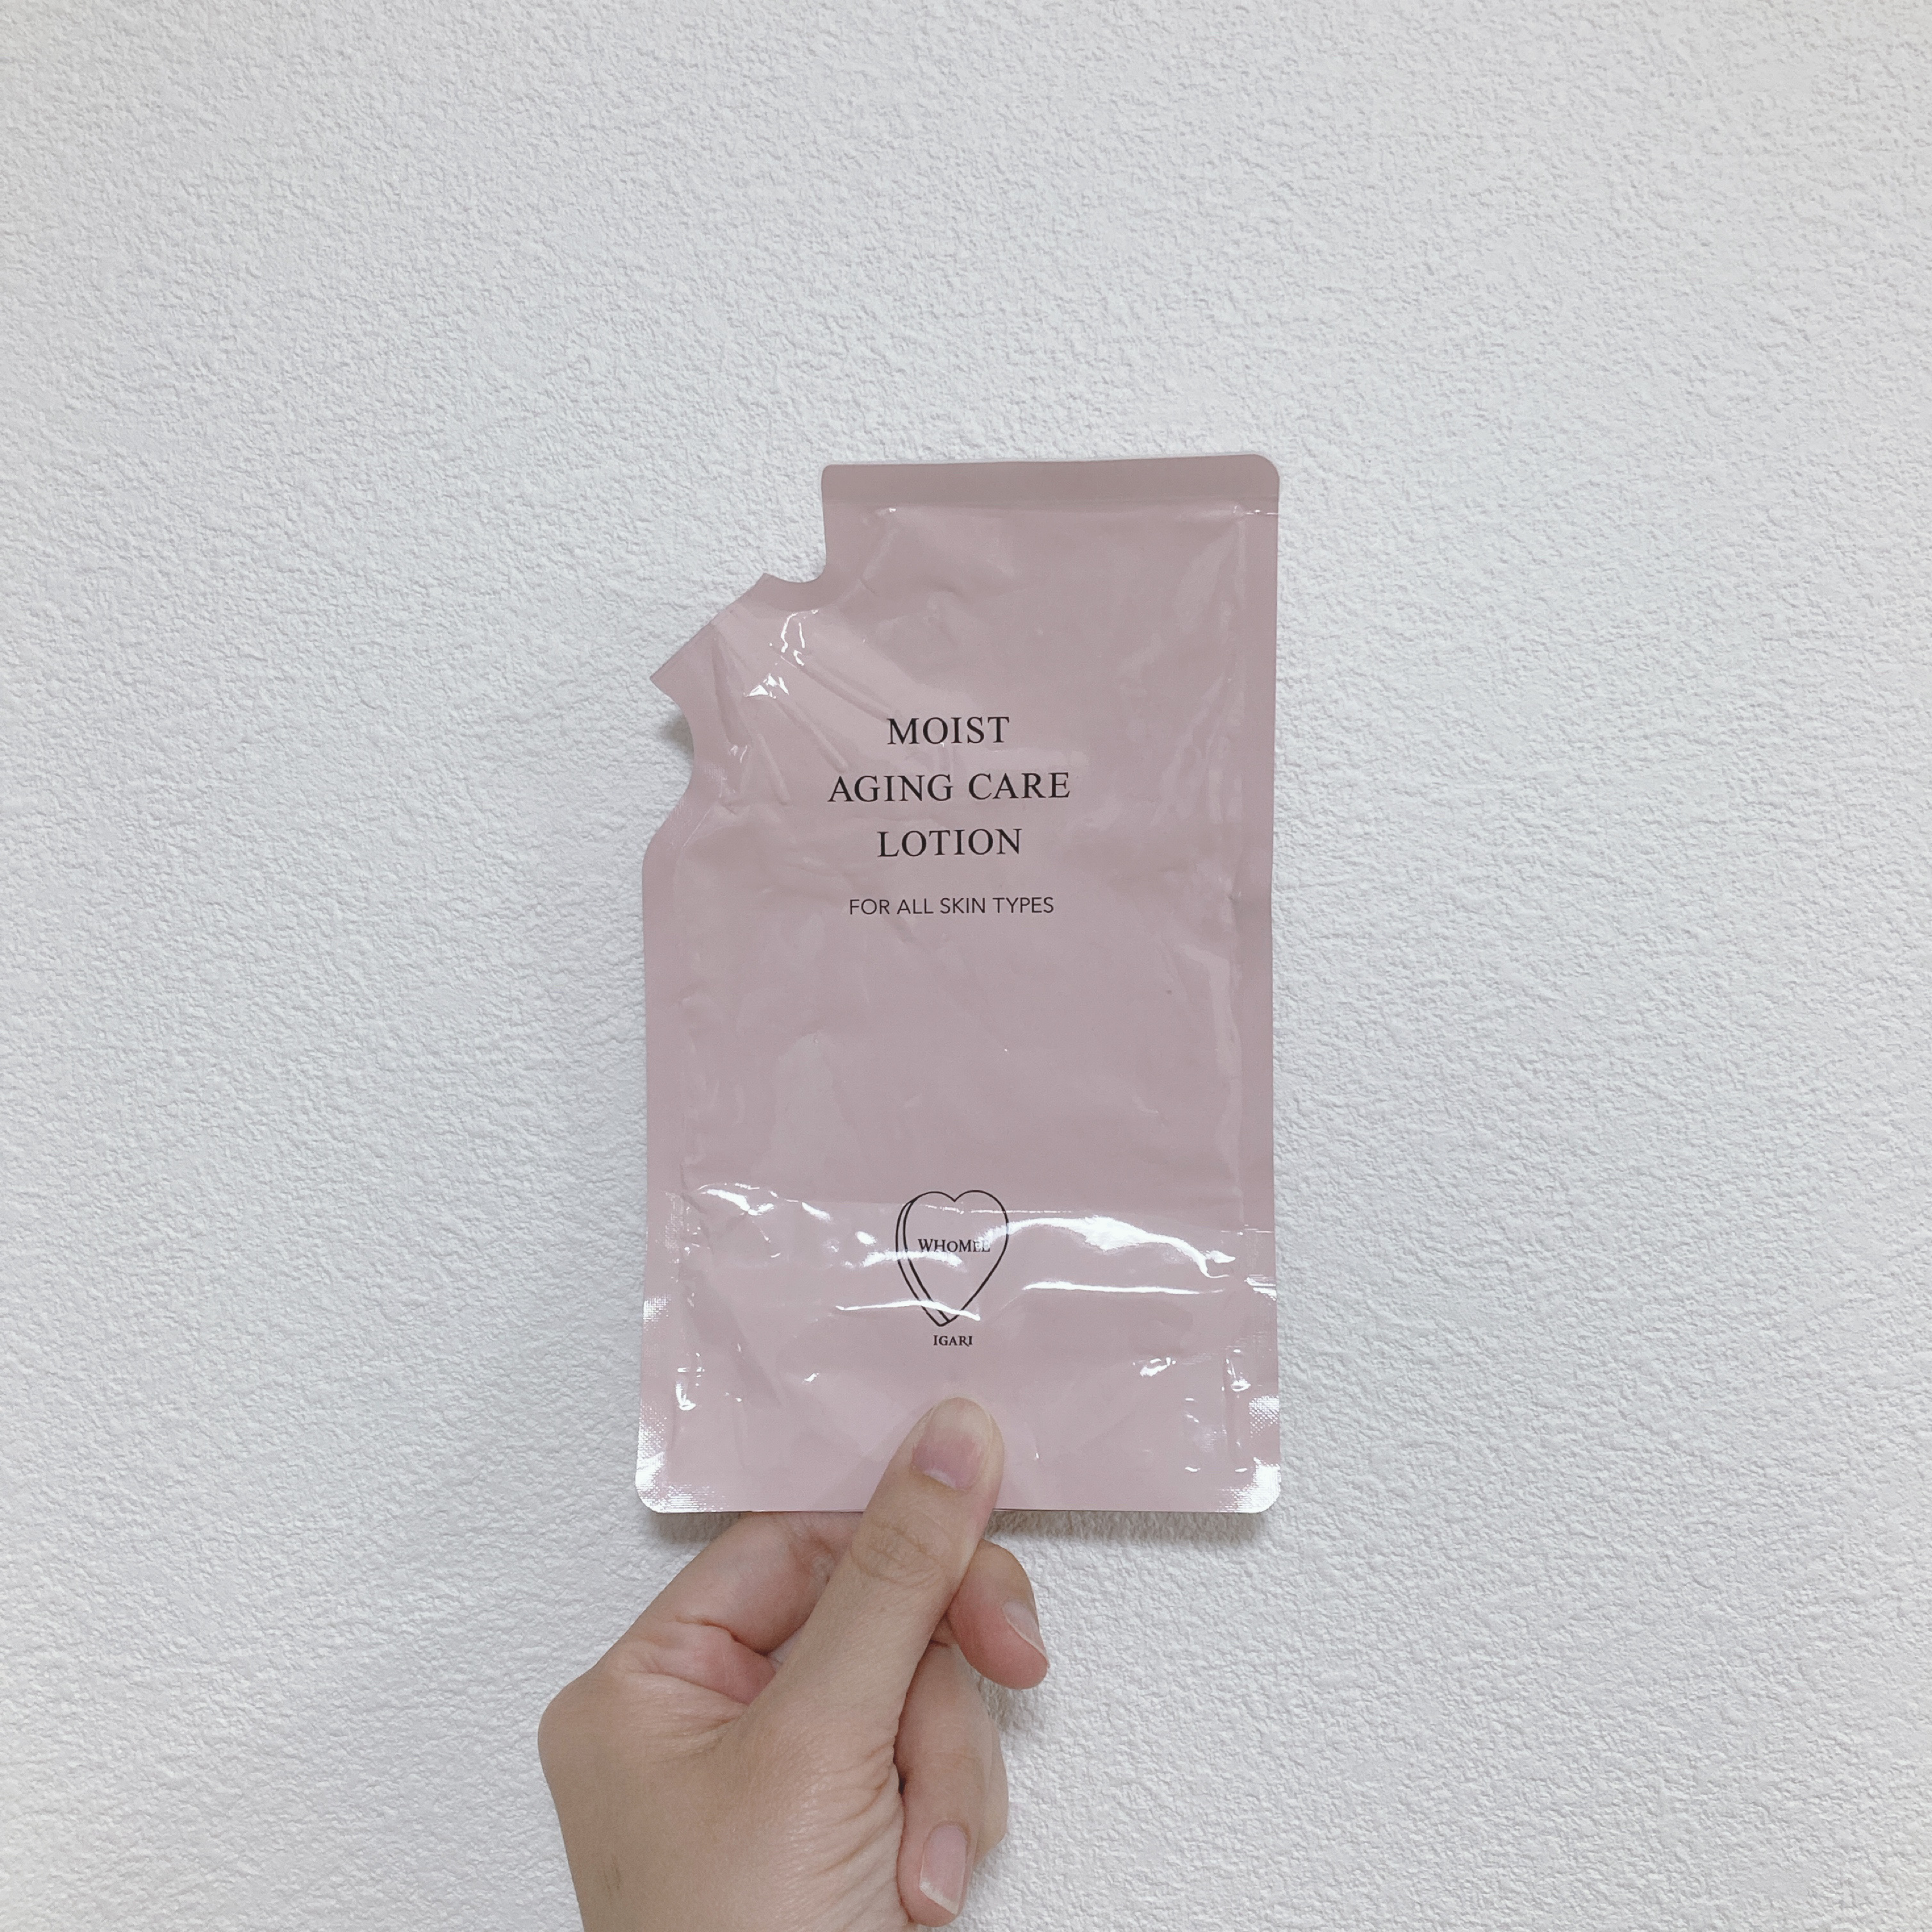 MOIST
AGING CARE
LOTION
FOR ALL SKIN TYPES
WHOMEE
IGARI